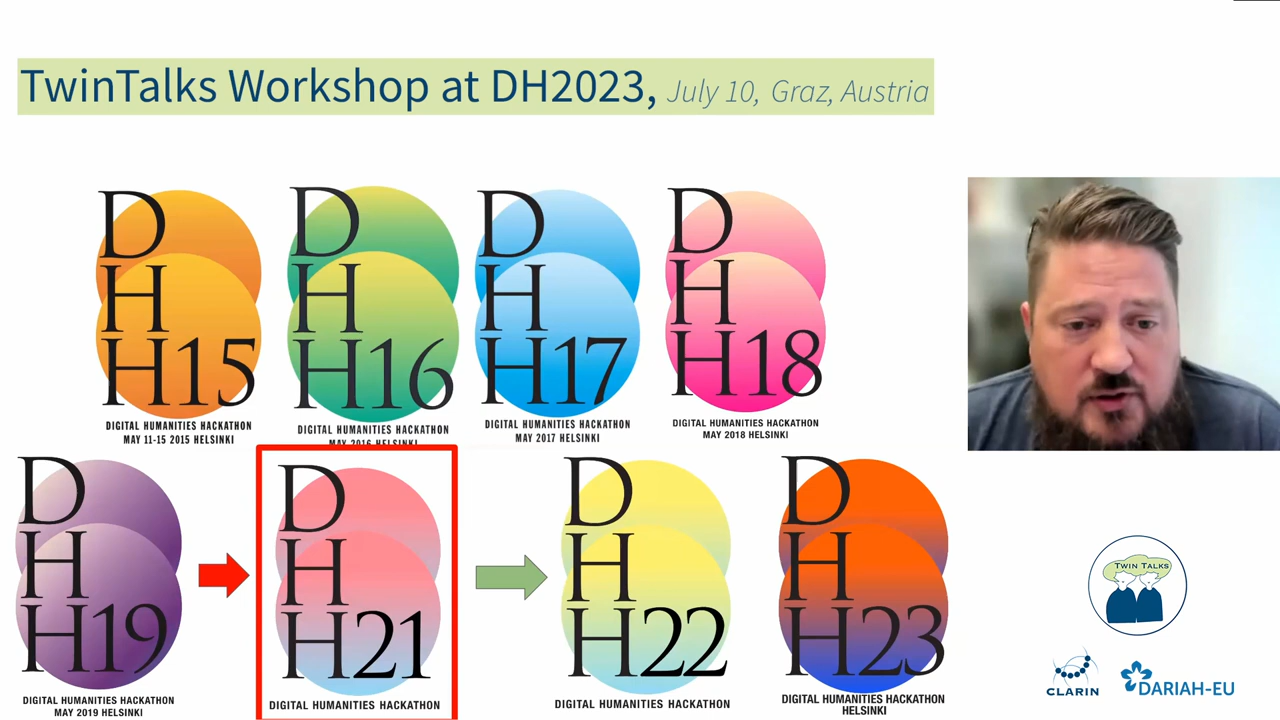 TwinTalks Workshop at DH2023, July 10, Graz, Austria
D
H
H15
DIGITAL HUMANITIES HACKATHON
MAY 11-15 2015 HELSINKI
D
H
H16
DIGITAL HUMANITIES HACKATHON
MAY 2016 HELSINKI
D
H
H17
DIGITAL HUMANITIES HACKATHON
MAY 2017 HELSINKI
D
H
H18
DIGITAL HUMANITIES HACKATHON
MAY 2018 HELSINKI
D
H
H19
DIGITAL HUMANITIES HACKATHON
MAY 2019 HELSINKI
D
H
H21
DIGITAL HUMANITIES HACKATHON
D
H
H22
DIGITAL HUMANITIES HACKATHON
D
H
H23
DIGITAL HUMANITIES HACKATHON
HELSINKI
TWIN TALKS
CLARIN
DARIAH-EU